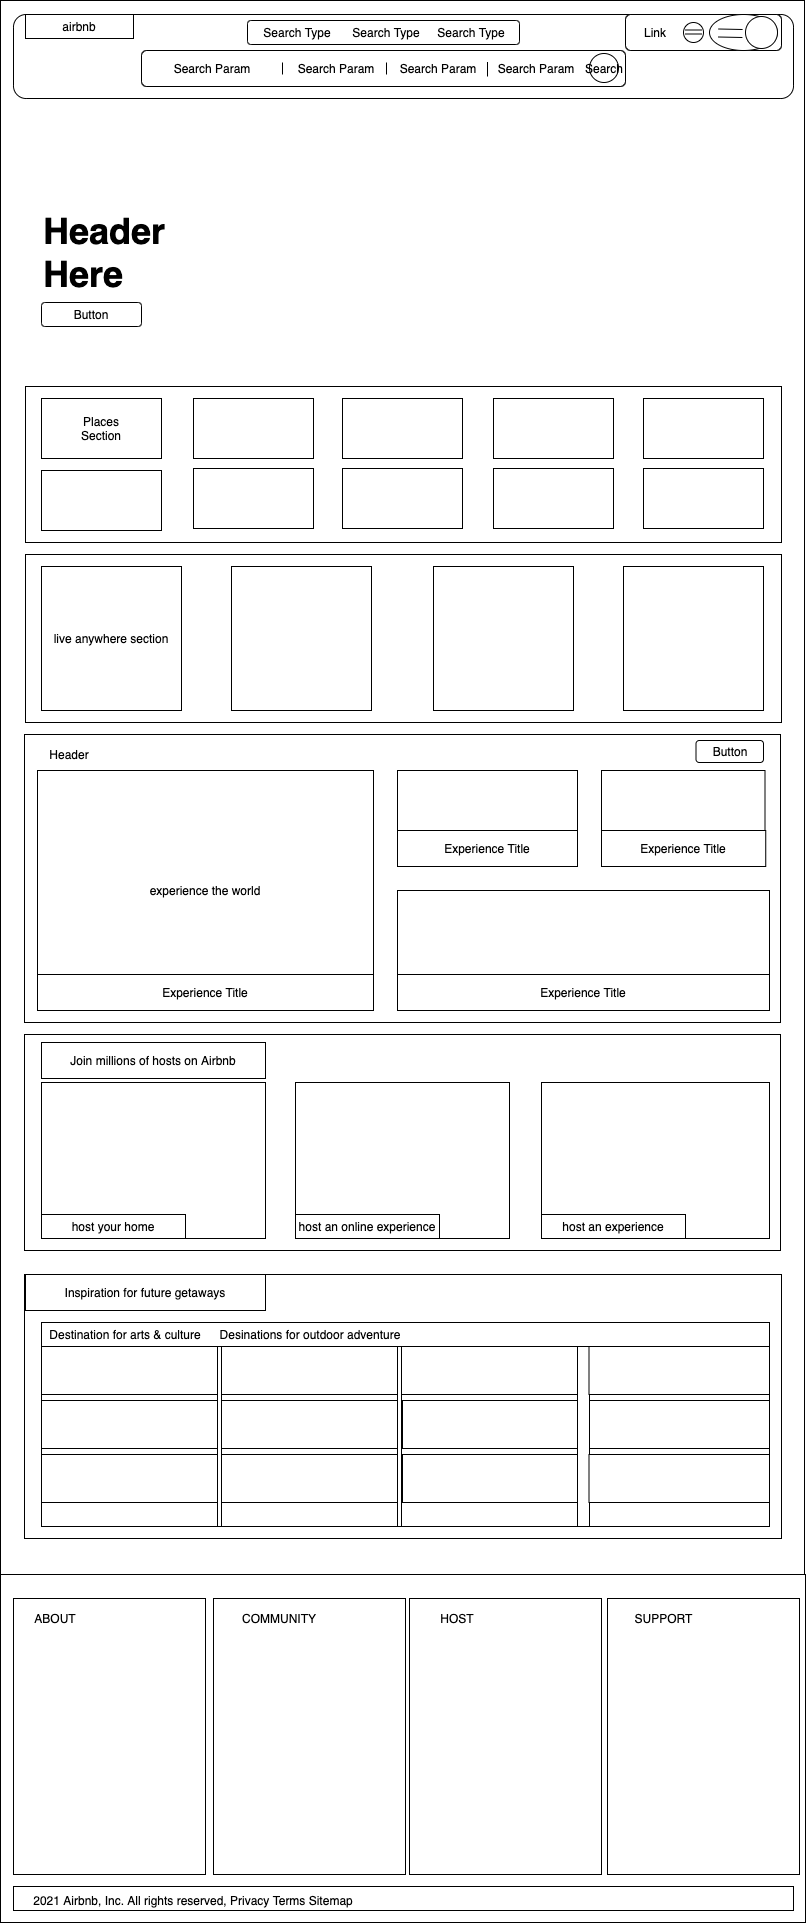 airbnb
Search Type Search Type Search Type
Link
Search Param | Search Param | Search Param | Search Param Search
Header
Here
Button
Places
Section
live anywhere section
Header
Button
Experience Title
Experience Title
experience the world
Experience Title
Experience Title
Join millions of hosts on Airbnb
host your home
host an online experience
host an experience
Inspiration for future getaways
Destination for arts & culture Desinations for outdoor adventure
ABOUT
COMMUNITY
HOST
SUPPORT
2021 Airbnb, Inc. All rights reserved, Privacy Terms Sitemap